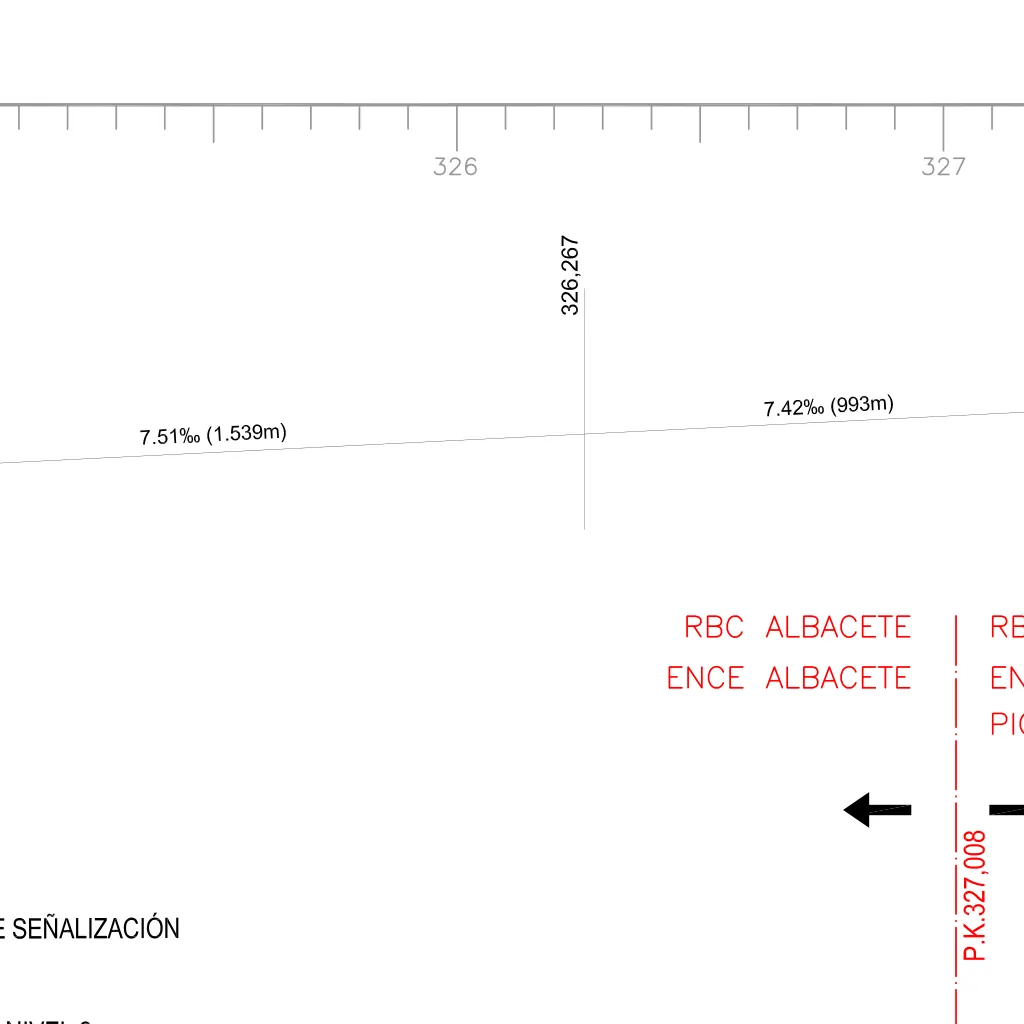 326
327
326,267
7.51‰ (1.539m)
7.42‰ (993m)
RBC ALBACETE
ENCE ALBACETE
P.K.327,008
SEÑALIZACIÓN